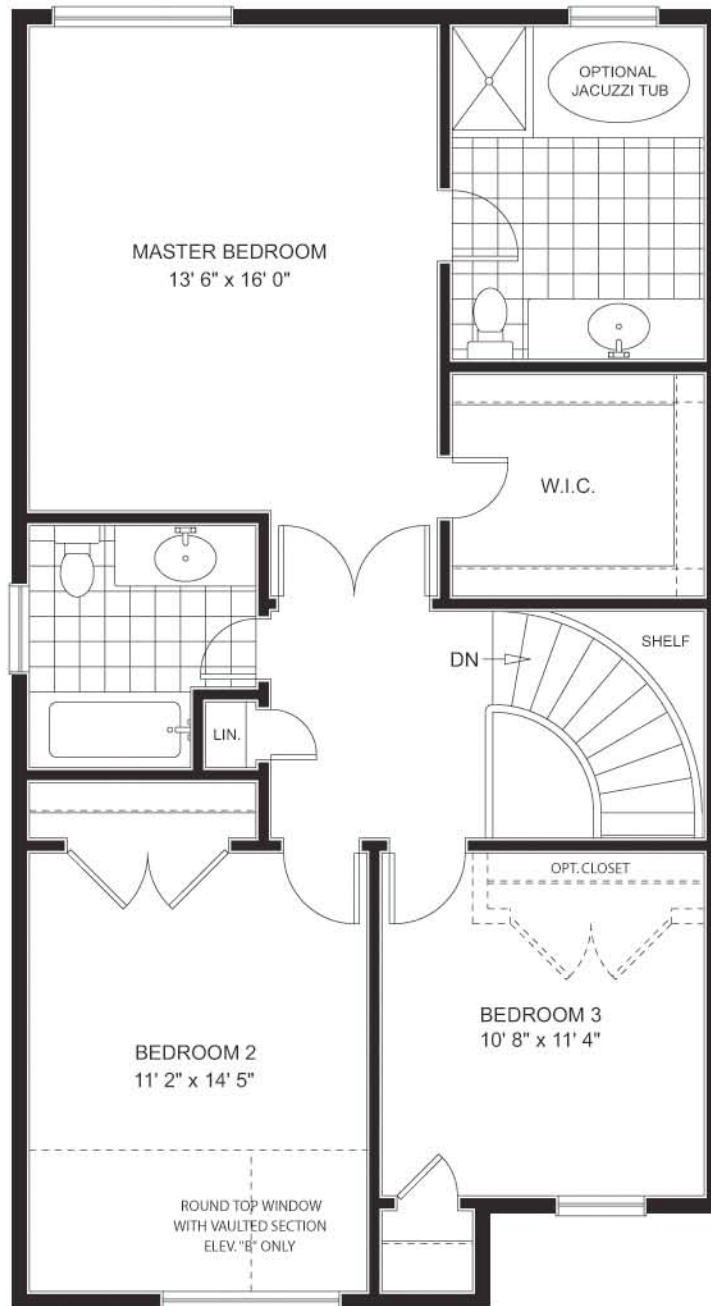 OPTIONAL
JACUZZI TUB
MASTER BEDROOM
13' 6" x 16' 0"
W.I.C.
SHELF
DN
LIN.
OPT. CLOSET
BEDROOM 3
10' 8" x 11' 4"
BEDROOM 2
11' 2" x 14' 5"
ROUND TOP WINDOW
WITH VAULTED SECTION
ELEV. "B" ONLY